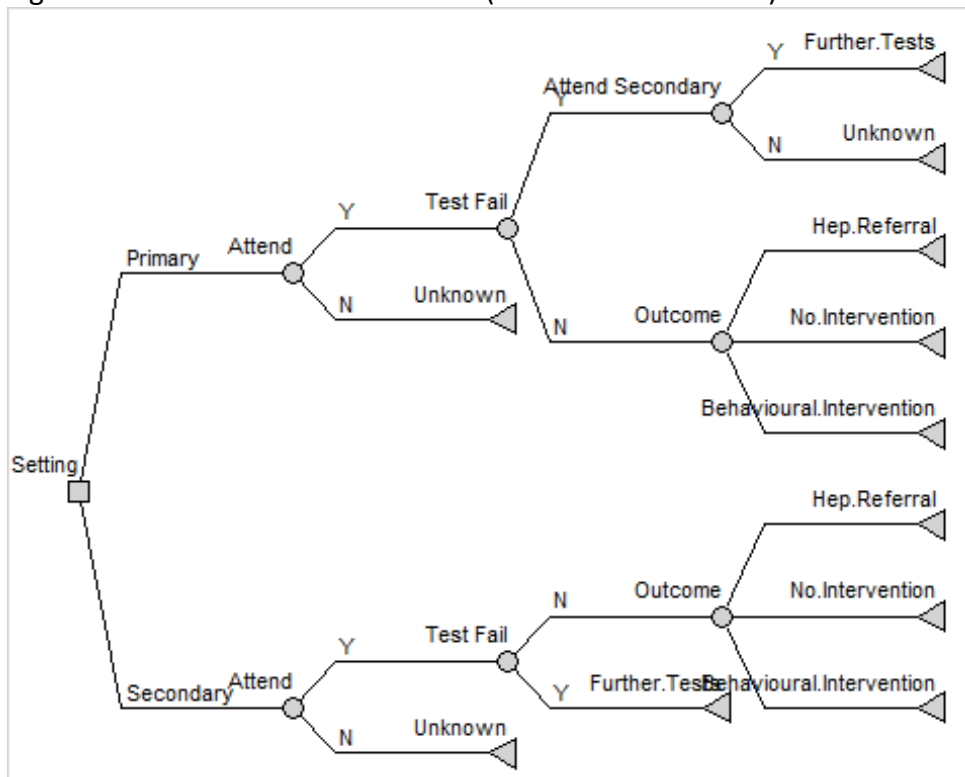 Y
Further.Tests
Attend Secondary
Y
N
Unknown
Test Fail
Y
Hep.Referral
Primary
Attend
N
Unknown
N
Outcome
No.Intervention
Behavioural.Intervention
Setting
Hep.Referral
N
Outcome
No.Intervention
Y
Test Fail
Secondary
Attend
Y
Further.Tests
Behavioural.Intervention
N
Unknown